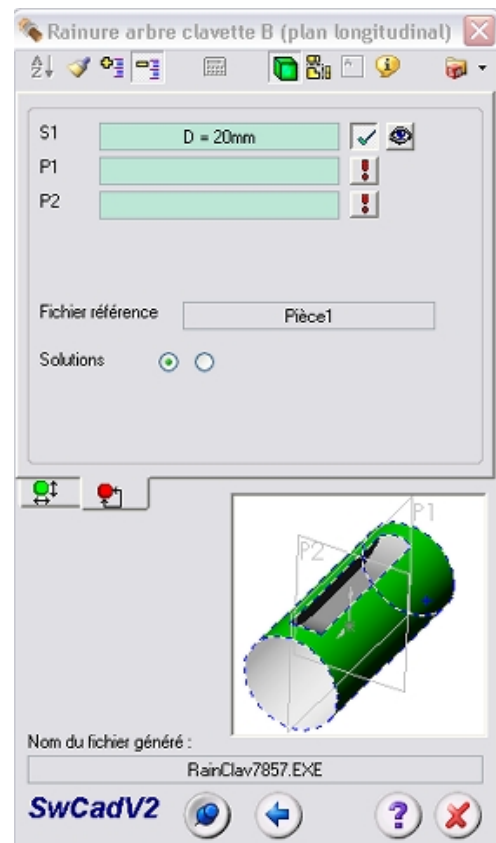 Rainure arbre clavette B (plan longitudinal)
S1 D = 20mm
P1
P2
Fichier référence Pièce1
Solutions
P1
P2
Nom du fichier généré :
RainClav7857.EXE
SwCadV2